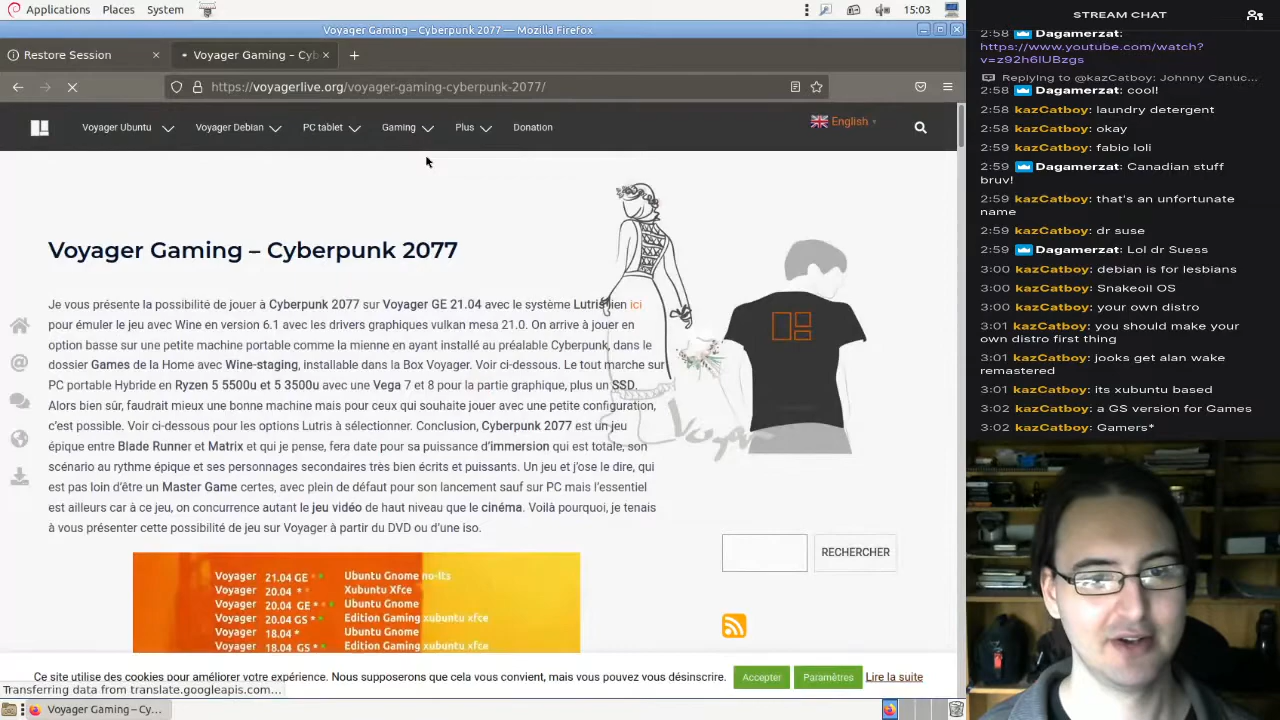 Applications Places System 15:03
Voyager Gaming – Cyberpunk 2077 — Mozilla Firefox
Restore Session × Voyager Gaming – Cyb × +
https://voyagerlive.org/voyager-gaming-cyberpunk-2077/
Voyager Ubuntu Voyager Debian PC tablet Gaming Plus Donation English
Voyager Gaming – Cyberpunk 2077
Je vous présente la possibilité de jouer à Cyberpunk 2077 sur Voyager GE 21.04 avec le système Lutris lien ici
pour émuler le jeu avec Wine en version 6.1 avec les drivers graphiques vulkan mesa 21.0. On arrive à jouer en
option basse sur une petite machine portable comme la mienne en ayant installé au préalable Cyberpunk, dans le
dossier Games de la Home avec Wine-staging, installable dans la Box Voyager. Voir ci-dessous. Le tout marche sur
PC portable Hybride en Ryzen 5 5500u et 5 3500u avec une Vega 7 et 8 pour la partie graphique, plus un SSD.
Alors bien sûr, faudrait mieux une bonne machine mais pour ceux qui souhaite jouer avec une petite configuration,
c'est possible. Voir ci-dessous pour les options Lutris à sélectionner. Conclusion, Cyberpunk 2077 est un jeu
épique entre Blade Runner et Matrix et qui je pense, fera date pour sa puissance d'immersion qui est totale, son
scénario au rythme épique et ses personnages secondaires très bien écrits et puissants. Un jeu et j'ose le dire, qui
est pas loin d'être un Master Game certes, avec plein de défaut pour son lancement sauf sur PC mais l'essentiel
est ailleurs car à ce jeu, on concurrence autant le jeu vidéo de haut niveau que le cinéma. Voilà pourquoi, je tenais
à vous présenter cette possibilité de jeu sur Voyager à partir du DVD ou d'une iso.
RECHERCHER
Voyager 21.04 GE * * Ubuntu Gnome no-lts
Voyager 20.04 * * Xubuntu Xfce
Voyager 20.04 GE * * * Ubuntu Gnome
Voyager 20.04 GS * Edition Gaming xubuntu xfce
Voyager 18.04 * Ubuntu Gnome
Voyager 18.04 GS * Edition Gaming xubuntu xfce
Ce site utilise des cookies pour améliorer votre expérience. Nous supposerons que cela vous convient, mais vous pouvez vous désinscrire. Accepter Paramètres Lire la suite
Transferring data from translate.googleapis.com...
Voyager Gaming – Cy...
STREAM CHAT
2:58 Dagamerzat:
https://www.youtube.com/watch?
v=z92h6lUBzgs
Replying to @kazCatboy: Johnny Canuc...
2:58 Dagamerzat: cool!
2:58 kazCatboy: laundry detergent
2:58 kazCatboy: okay
2:59 kazCatboy: fabio loli
2:59 Dagamerzat: Canadian stuff
bruv!
2:59 kazCatboy: that's an unfortunate
name
2:59 kazCatboy: dr suse
2:59 Dagamerzat: Lol dr Suess
3:00 kazCatboy: debian is for lesbians
3:00 kazCatboy: Snakeoil OS
3:00 kazCatboy: your own distro
3:01 kazCatboy: you should make your
own distro first thing
3:01 kazCatboy: jooks get alan wake
remastered
3:01 kazCatboy: its xubuntu based
3:02 kazCatboy: a GS version for Games
3:02 kazCatboy: Gamers*